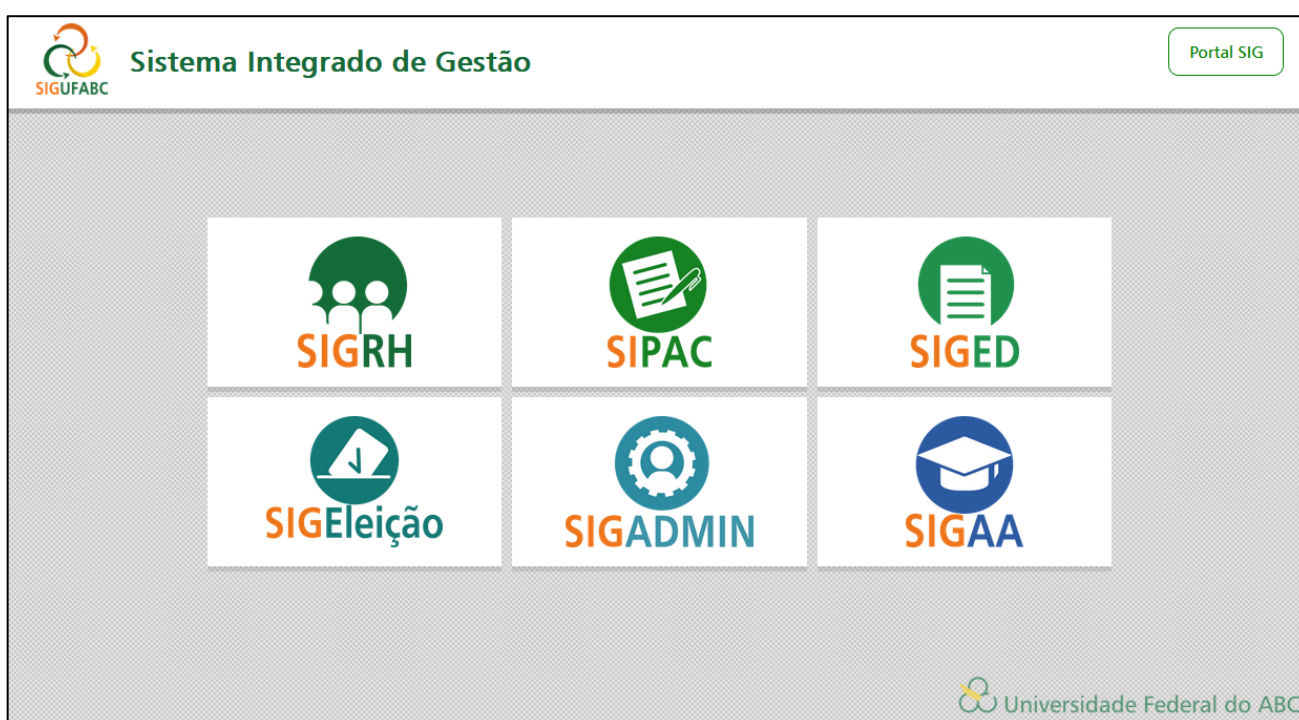 SIGUFABC
Sistema Integrado de Gestão
Portal SIG
SIGRH
SIPAC
SIGED
SIGEleição
SIGADMIN
SIGAA
Universidade Federal do ABC